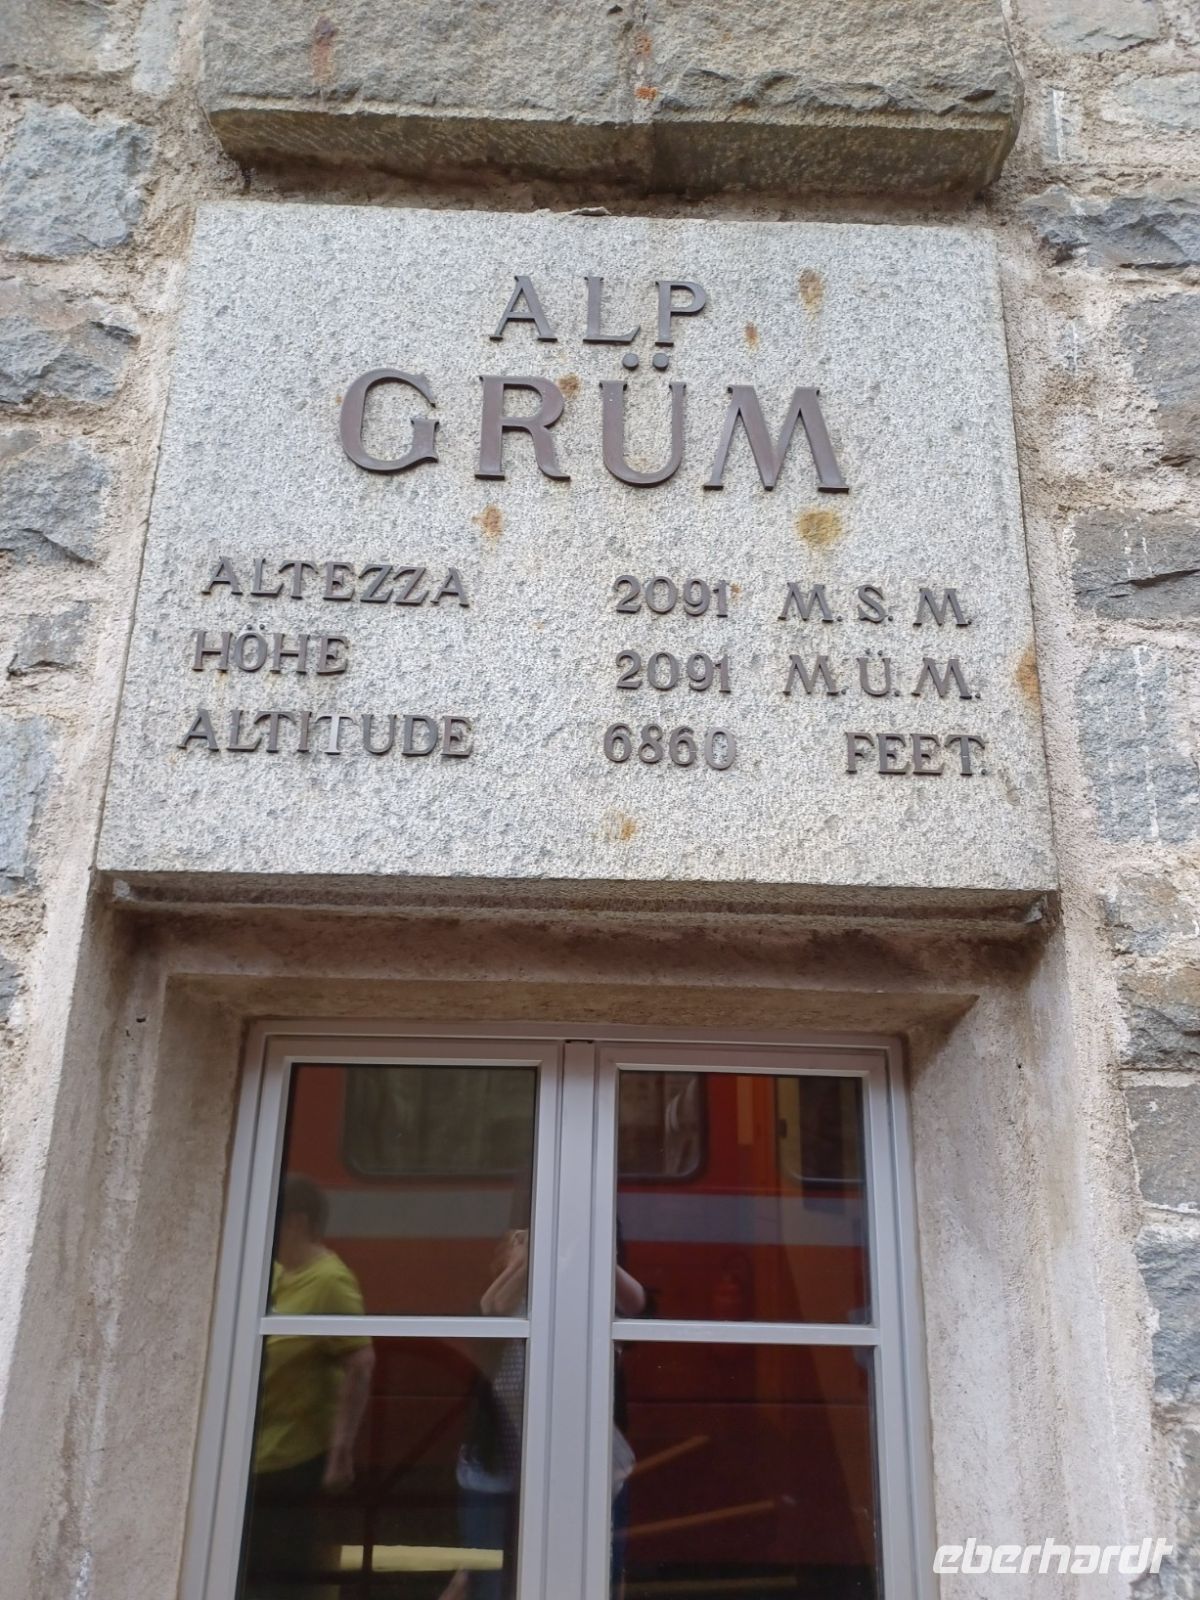 ALP
GRÜM
ALTEZZA 2091 M. S. M.
HÖHE 2091 M. Ü. M.
ALTITUDE 6860 FEET.
eberhardt